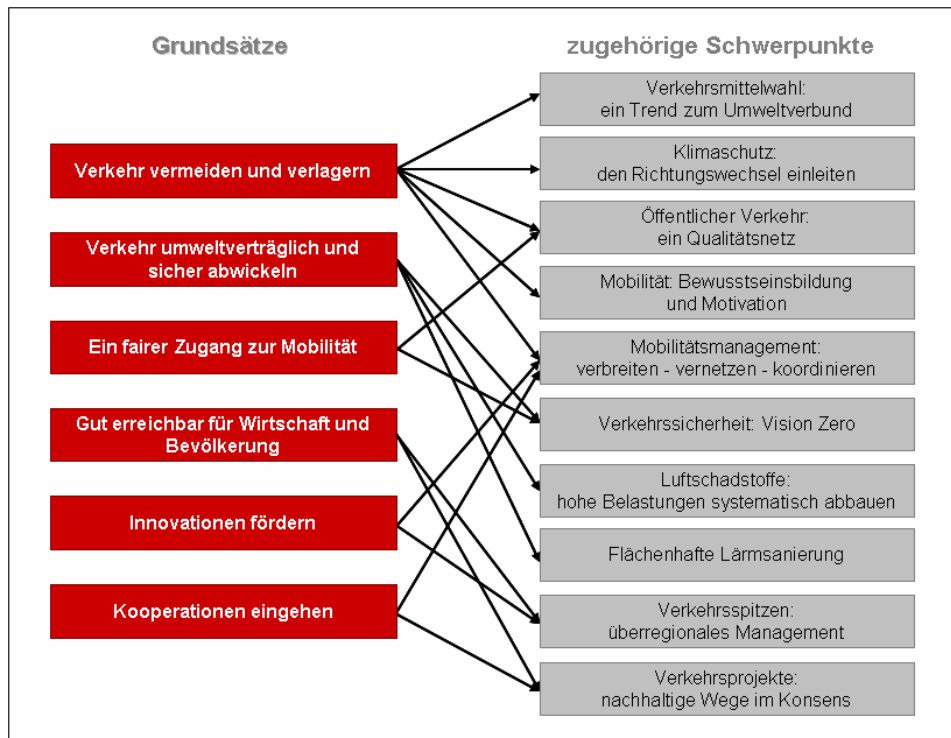 Grundsätze
Verkehr vermeiden und verlagern
Verkehr umweltverträglich und
sicher abwickeln
Ein fairer Zugang zur Mobilität
Gut erreichbar für Wirtschaft und
Bevölkerung
Innovationen fördern
Kooperationen eingehen
zugehörige Schwerpunkte
Verkehrsmittelwahl:
ein Trend zum Umweltverbund
Klimaschutz:
den Richtungswechsel einleiten
Öffentlicher Verkehr:
ein Qualitätsnetz
Mobilität: Bewusstseinsbildung
und Motivation
Mobilitätsmanagement:
verbreiten - vernetzen - koordinieren
Verkehrssicherheit: Vision Zero
Luftschadstoffe:
hohe Belastungen systematisch abbauen
Flächenhafte Lärmsanierung
Verkehrsspitzen:
überregionales Management
Verkehrsprojekte:
nachhaltige Wege im Konsens